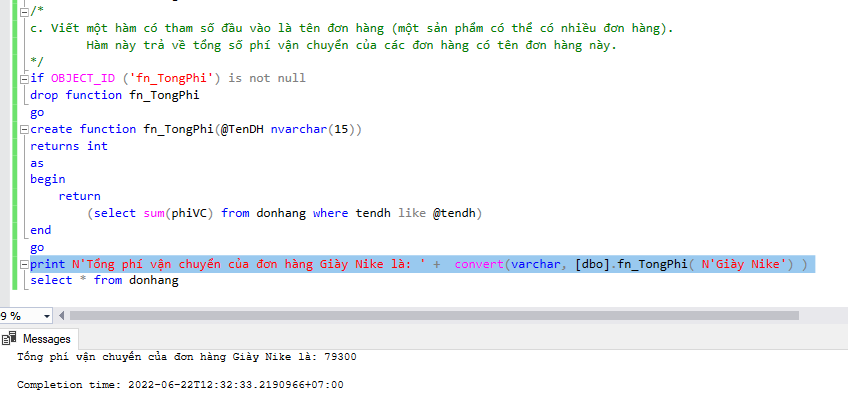 /*
c. Viết một hàm có tham số đầu vào là tên đơn hàng (một sản phẩm có thể có nhiều đơn hàng).
Hàm này trả về tổng số phí vận chuyển của các đơn hàng có tên đơn hàng này.
*/
if OBJECT_ID ('fn_TongPhi') is not null
drop function fn_TongPhi
go
create function fn_TongPhi(@TenDH nvarchar(15))
returns int
as
begin
return
(select sum(phiVC) from donhang where tendh like @tendh)
end
go
print N'Tổng phí vận chuyển của đơn hàng Giày Nike là: ' + convert(varchar, [dbo].fn_TongPhi( N'Giày Nike') )
select * from donhang
9 %
Messages
Tổng phí vận chuyển của đơn hàng Giày Nike là: 79300
Completion time: 2022-06-22T12:32:33.2190966+07:00